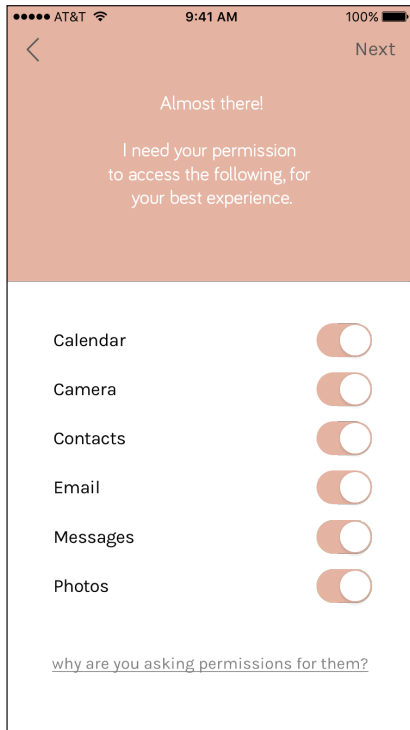 AT&T 9:41 AM 100%
Next
Almost there!
I need your permission
to access the following, for
your best experience.
Calendar
Camera
Contacts
Email
Messages
Photos
why are you asking permissions for them?